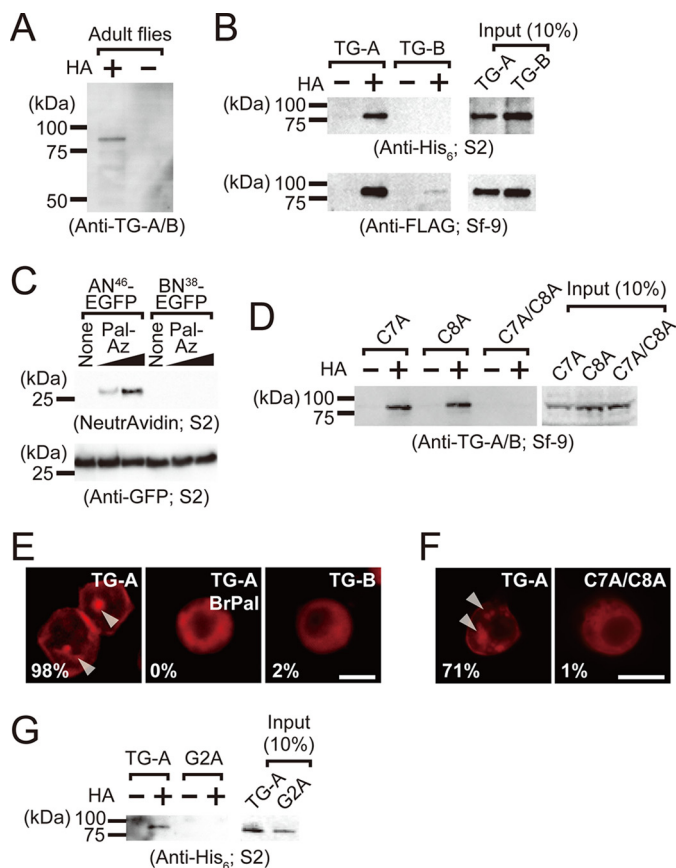 A
Adult flies
HA + −
(kDa)
100
75
50
(Anti-TG-A/B)
B
TG-A TG-B
Input (10%)
TG-A TG-B
HA − + − +
(kDa)
100
75
(Anti-His6; S2)
100
75
(Anti-FLAG; Sf-9)
C
AN46-EGFP BN38-EGFP
None Pal-Az None Pal-Az
(kDa)
25
(NeutrAvidin; S2)
(kDa)
25
(Anti-GFP; S2)
D
C7A C8A C7A/C8A
Input (10%)
C7A C8A C7A/C8A
HA − + − + − +
(kDa)
100
75
(Anti-TG-A/B; Sf-9)
E
TG-A
98%
TG-A
BrPal
0%
TG-B
2%
F
TG-A
71%
C7A/C8A
1%
G
TG-A G2A
Input
(10%)
TG-A G2A
HA − + − +
(kDa)
100
75
(Anti-His6; S2)